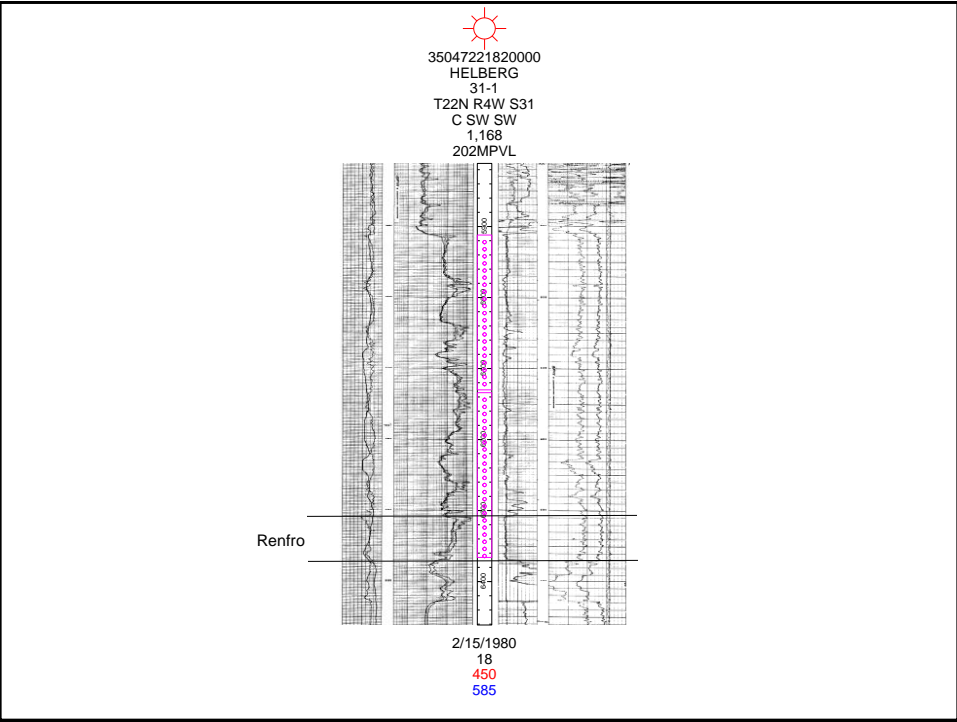 35047221820000
HELBERG
31-1
T22N R4W S31
C SW SW
1,168
202MPVL
Renfro
6400
2/15/1980
18
450
585